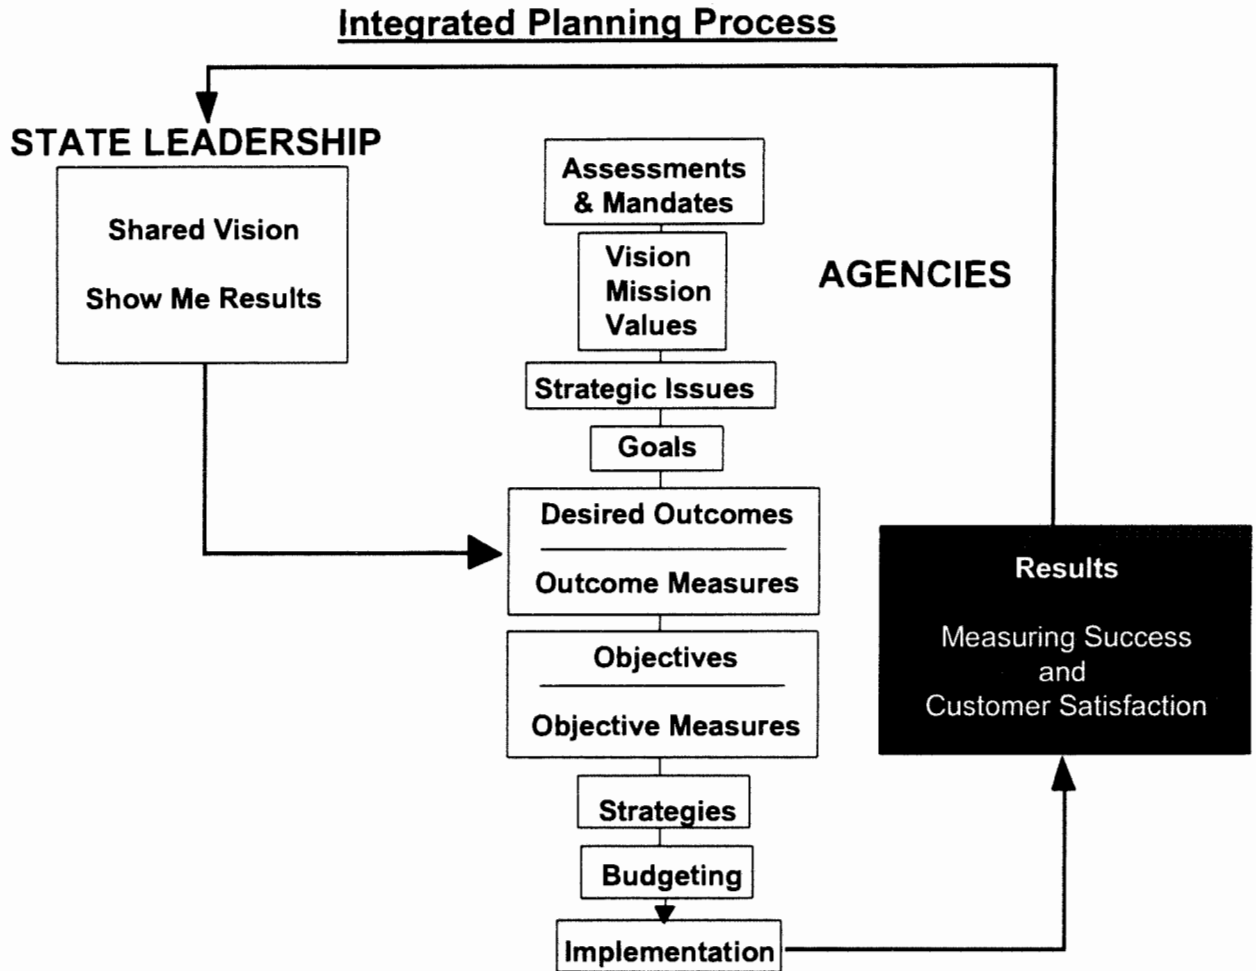 Integrated Planning Process
STATE LEADERSHIP
Shared Vision
Show Me Results
Assessments
& Mandates
Vision
Mission
Values
AGENCIES
Strategic Issues
Goals
Desired Outcomes
Outcome Measures
Objectives
Objective Measures
Strategies
Budgeting
Implementation
Results
Measuring Success
and
Customer Satisfaction